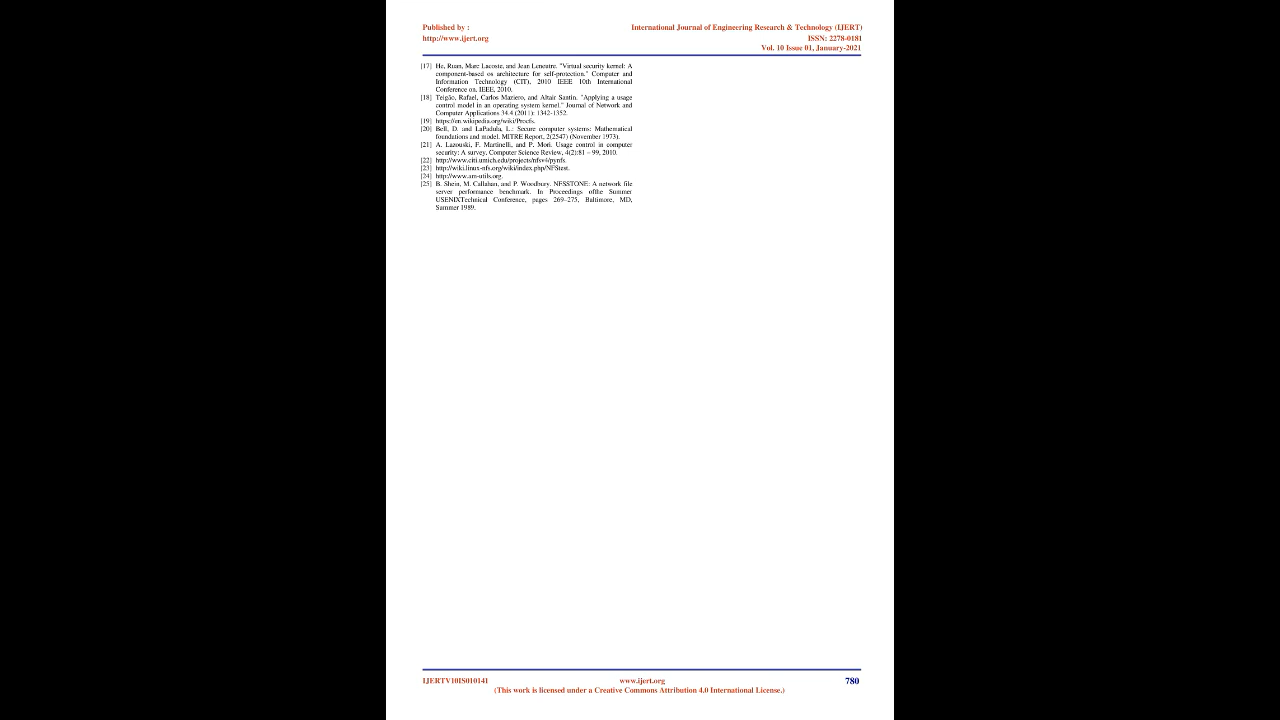 Published by :
http://www.ijert.org
International Journal of Engineering Research & Technology (IJERT)
ISSN: 2278-0181
Vol. 10 Issue 01, January-2021
[17] He, Ruan, Marc Lacoste, and Jean Leneutre. "Virtual security kernel: A
component-based os architecture for self-protection." Computer and
Information Technology (CIT), 2010 IEEE 10th International
Conference on. IEEE, 2010.
[18] Teigão, Rafael, Carlos Maziero, and Altair Santin. "Applying a usage
control model in an operating system kernel." Journal of Network and
Computer Applications 34.4 (2011): 1342-1352.
[19] https://en.wikipedia.org/wiki/Procfs.
[20] Bell, D. and LaPadula, L.: Secure computer systems: Mathematical
foundations and model. MITRE Report, 2(2547) (November 1973).
[21] A. Lazouski, F. Martinelli, and P. Mori. Usage control in computer
security: A survey. Computer Science Review, 4(2):81 – 99, 2010.
[22] http://www.citi.umich.edu/projects/nfsv4/pynfs.
[23] http://wiki.linux-nfs.org/wiki/index.php/NFStest.
[24] http://www.am-utils.org.
[25] B. Shein, M. Callahan, and P. Woodbury. NFSSTONE: A network file
server performance benchmark. In Proceedings ofthe Summer
USENIXTechnical Conference, pages 269–275, Baltimore, MD,
Summer 1989.
IJERTV10IS010141
www.ijert.org
780
(This work is licensed under a Creative Commons Attribution 4.0 International License.)